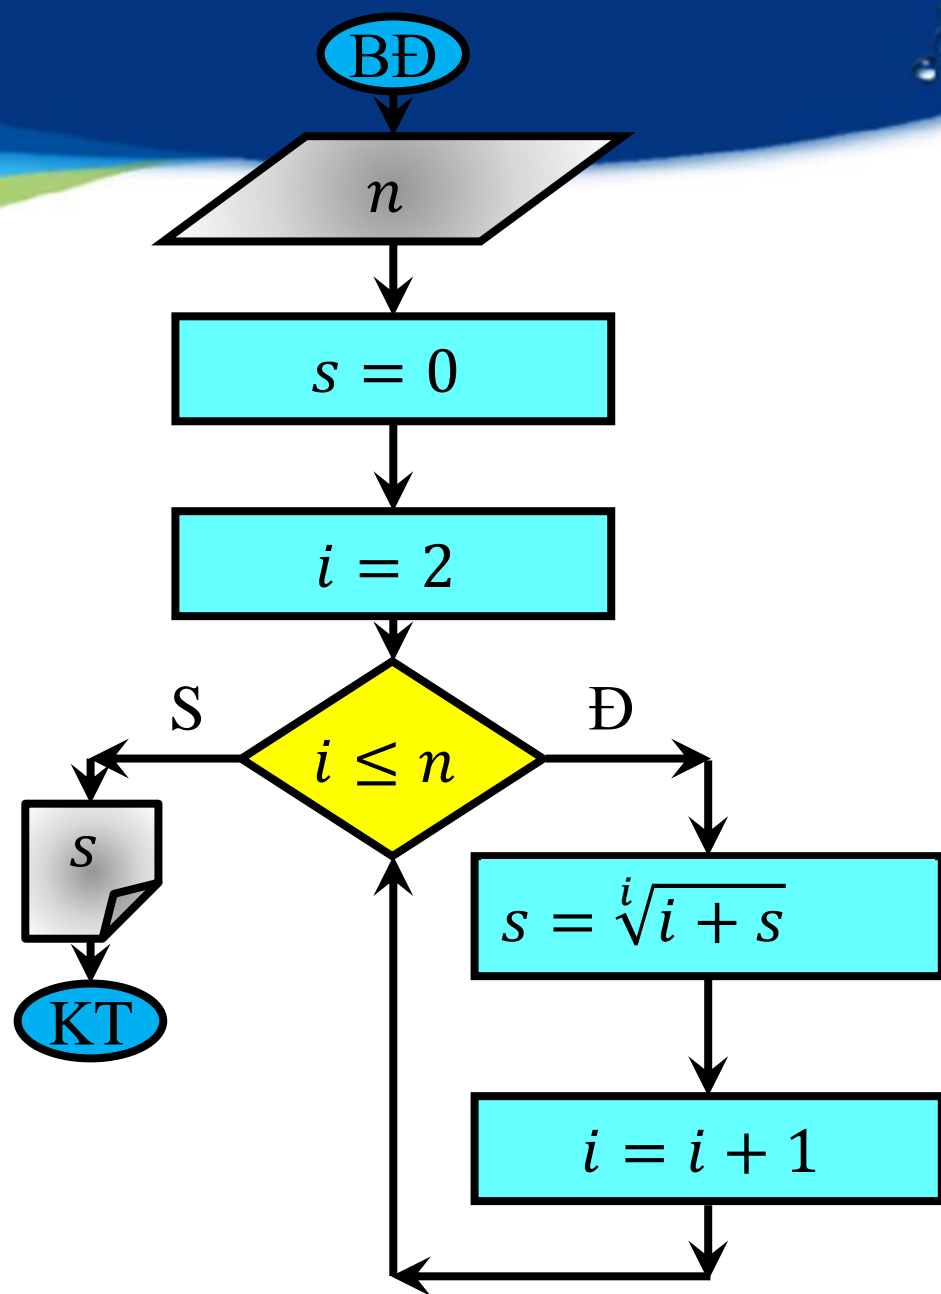 BĐ
n
s = 0
i = 2
S
Đ
i ≤ n
s
s = ⁱ√(i + s)
KT
i = i + 1